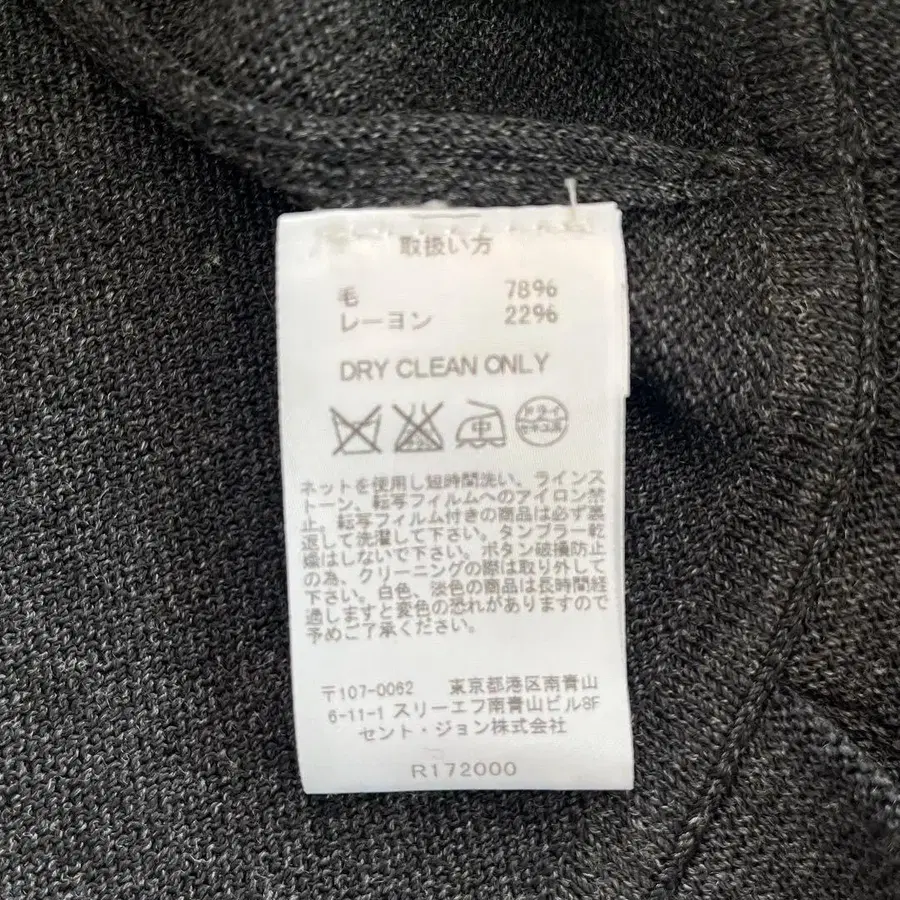 取扱い方
毛 78%
レーヨン 22%
DRY CLEAN ONLY
中 ドライ
ネットを使用し短時間洗い、ラインス
トーン、転写フィルムへのアイロン禁
止、転写フィルム付きの商品は必ず裏
返して洗濯して下さい。タンブラー乾
燥はしないで下さい。ボタン破損防止
の為、クリーニングの際は取り外して
下さい。白色、淡色の商品は長時間経
過しますと変色の恐れがありますので
予めご了承ください。
〒107-0062 東京都港区南青山
6-11-1 スリーエフ南青山ビル8F
セント・ジョン株式会社
R172000